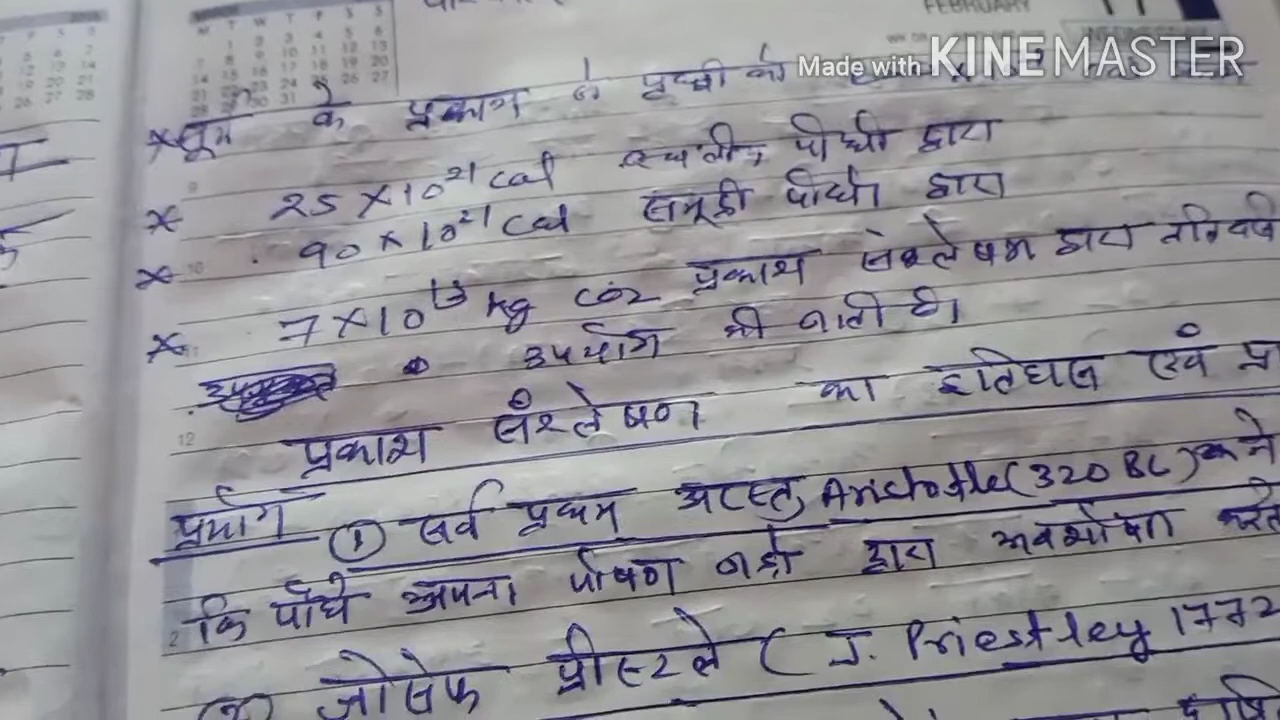 FEBRUARY
Made with KINEMASTER
* सूर्य के प्रकाश से पृथ्वी को
* 25 × 10²¹ cal स्थलीय पौधों द्वारा
* 90 × 10²¹ cal समुद्री पौधों द्वारा
* 7 × 10¹³ kg CO2 प्रकाश संश्लेषण द्वारा
उपयोग की जाती है।
प्रकाश संश्लेषण का इतिहास एवं प्र
प्रयोग ① सर्व प्रथम अरस्तु Aristotle (320 BC) ने
कि पौधे अपना पोषण जड़ो द्वारा अवशोषित करते
② जोसेफ प्रीस्टले ( J. Priestley 1772